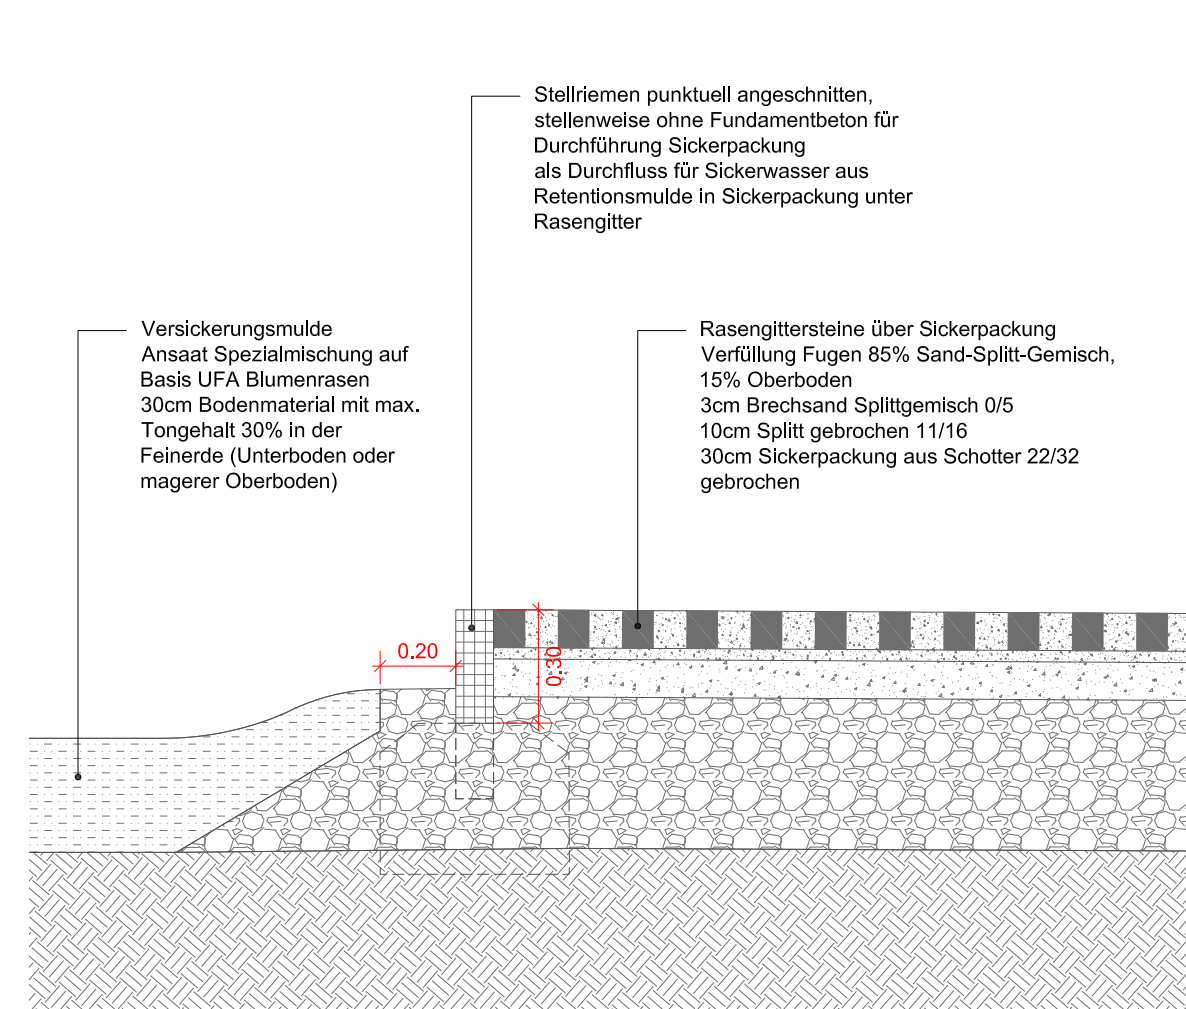 Stellriemen punktuell angeschnitten,
stellenweise ohne Fundamentbeton für
Durchführung Sickerpackung
als Durchfluss für Sickerwasser aus
Retentionsmulde in Sickerpackung unter
Rasengitter
Versickerungsmulde
Ansaat Spezialmischung auf
Basis UFA Blumenrasen
30cm Bodenmaterial mit max.
Tongehalt 30% in der
Feinerde (Unterboden oder
magerer Oberboden)
Rasengittersteine über Sickerpackung
Verfüllung Fugen 85% Sand-Splitt-Gemisch,
15% Oberboden
3cm Brechsand Splittgemisch 0/5
10cm Splitt gebrochen 11/16
30cm Sickerpackung aus Schotter 22/32
gebrochen
0.20
0.30